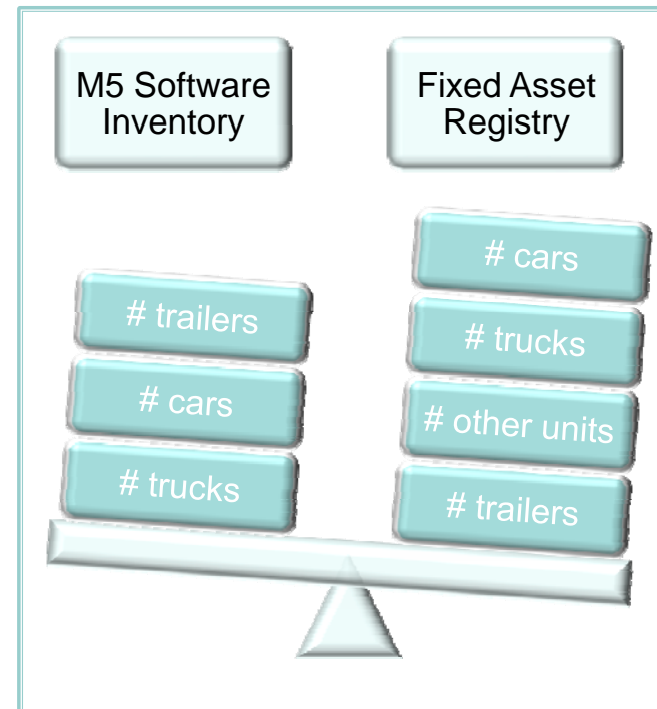 M5 Software
Inventory
Fixed Asset
Registry
# trailers
# cars
# trucks
# cars
# trucks
# other units
# trailers